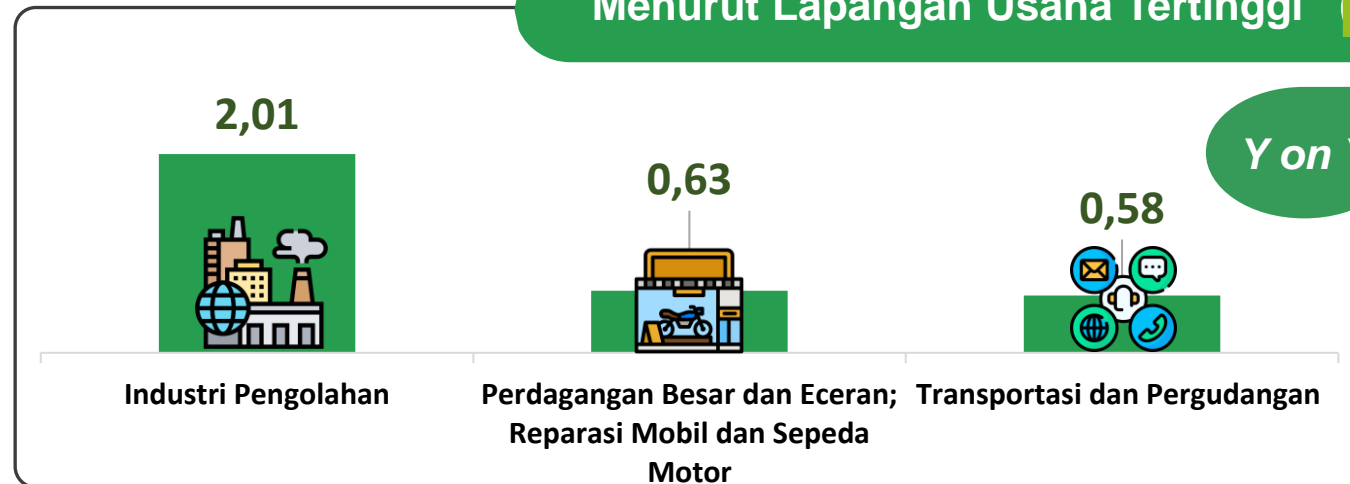 Menurut Lapangan Usaha Tertinggi
Y on
2,01
0,63
0,58
Industri Pengolahan
Perdagangan Besar dan Eceran;
Reparasi Mobil dan Sepeda
Motor
Transportasi dan Pergudangan